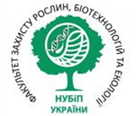 ФАКУЛЬТЕТ ЗАХИСТУ РОСЛИН, БІОТЕХНОЛОГІЙ ТА ЕКОЛОГІЇ
НУБіП
УКРАЇНИ